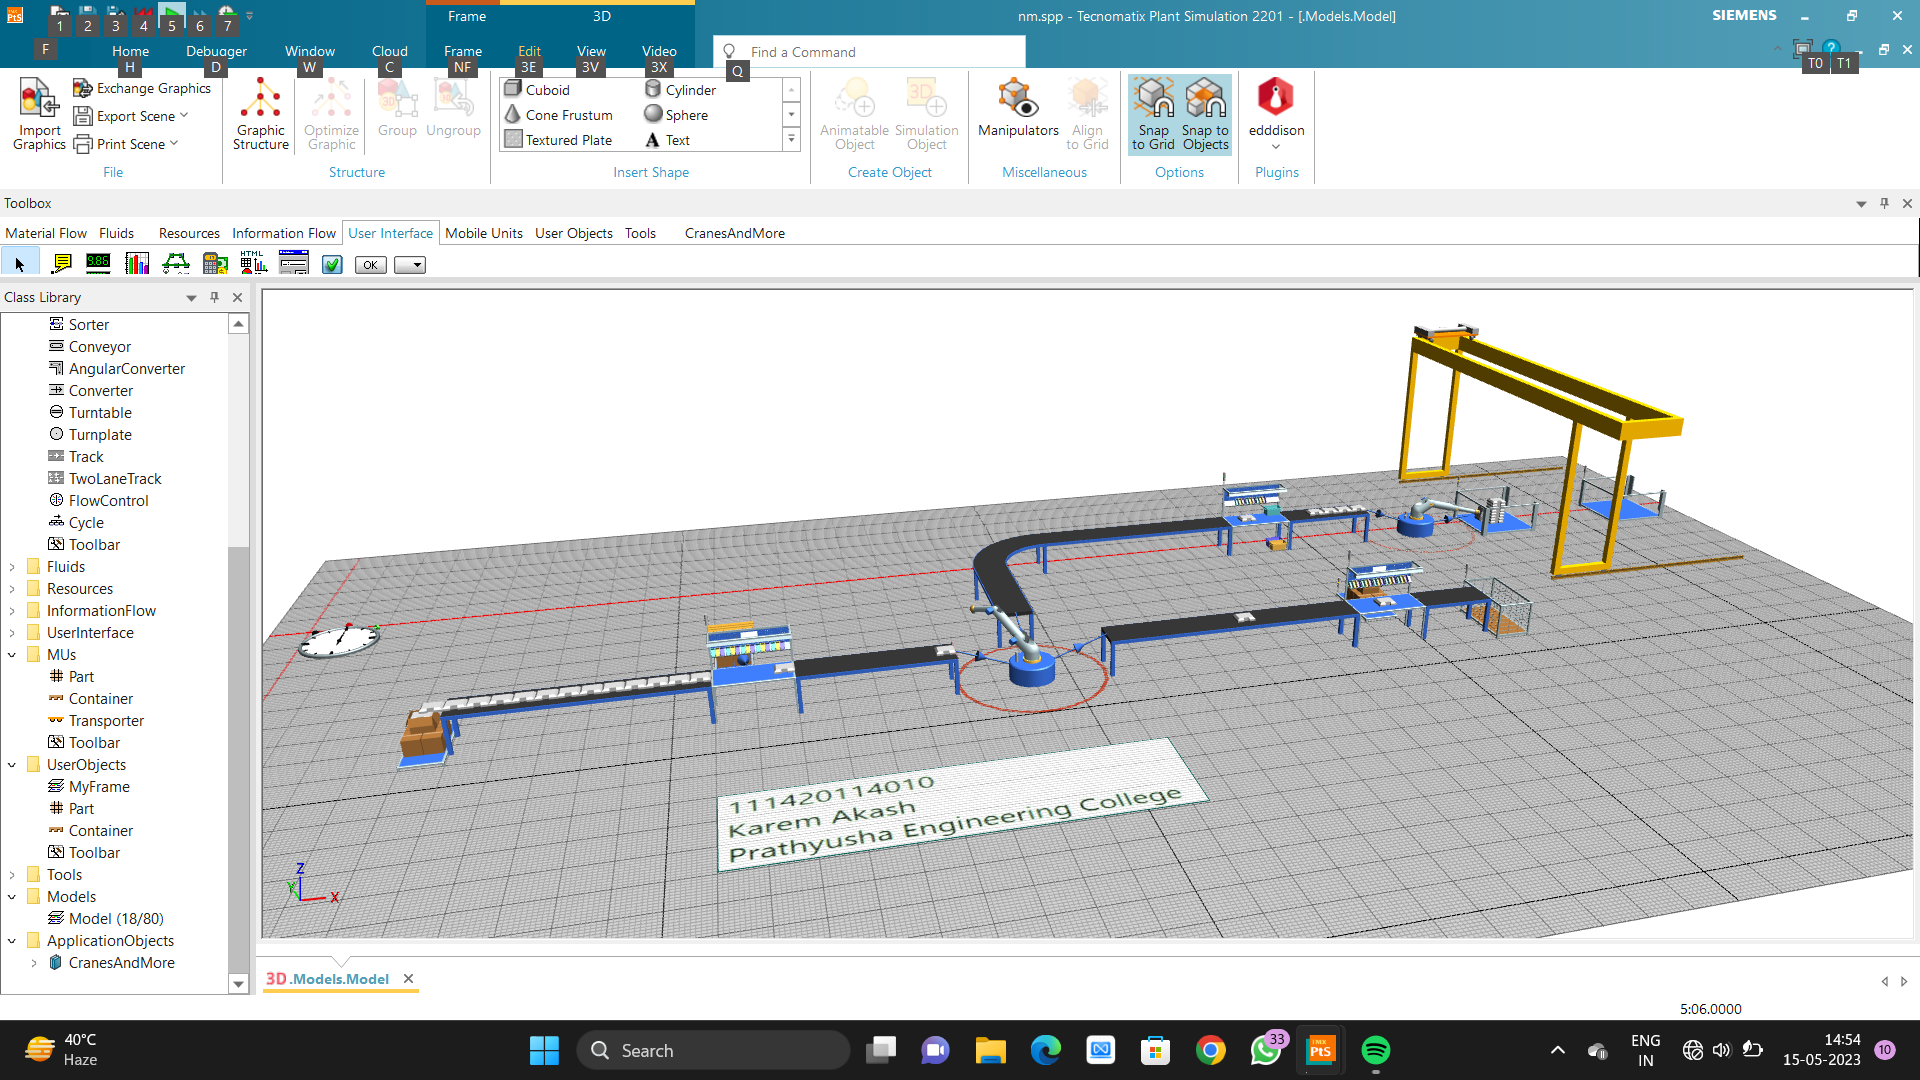 Frame
3D
nm.spp - Tecnomatix Plant Simulation 2201 - [.Models.Model]
SIEMENS
1
2
3
4
5
6
7
F
Home
Debugger
Window
Cloud
Frame
Edit
View
Video
Find a Command
H
D
W
C
NF
3E
3V
3X
Q
T0
T1
Import Graphics
Exchange Graphics
Export Scene
Print Scene
Graphic Structure
Optimize Graphic
Group
Ungroup
Cuboid
Cylinder
Cone Frustum
Sphere
Textured Plate
Text
Animatable Object
Simulation Object
Manipulators
Align to Grid
Snap to Grid
Snap to Objects
edddison
File
Structure
Insert Shape
Create Object
Miscellaneous
Options
Plugins
Toolbox
Material Flow
Fluids
Resources
Information Flow
User Interface
Mobile Units
User Objects
Tools
CranesAndMore
9.86
HTML
OK
Class Library
Sorter
Conveyor
AngularConverter
Converter
Turntable
Turnplate
Track
TwoLaneTrack
FlowControl
Cycle
Toolbar
Fluids
Resources
InformationFlow
UserInterface
MUs
Part
Container
Transporter
Toolbar
UserObjects
MyFrame
Part
Container
Toolbar
Tools
Models
Model (18/80)
ApplicationObjects
CranesAndMore
111420114010
Karem Akash
Prathyusha Engineering College
Z
Y
X
3D .Models.Model
5:06.0000
40°C
Haze
Search
33
PtS
ENG
IN
14:54
15-05-2023
10